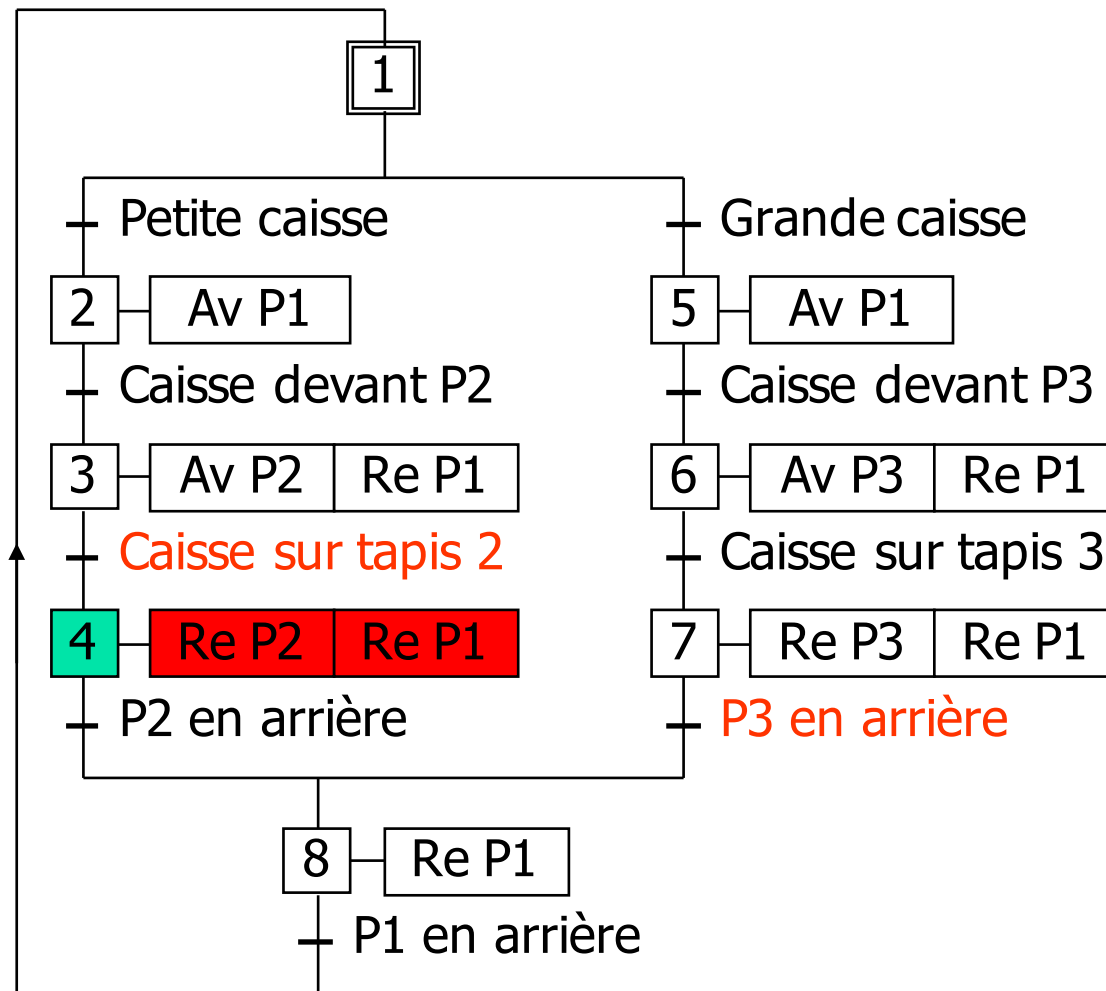 1
Petite caisse
Grande caisse
2 Av P1
5 Av P1
Caisse devant P2
Caisse devant P3
3 Av P2 Re P1
6 Av P3 Re P1
Caisse sur tapis 2
Caisse sur tapis 3
4 Re P2 Re P1
7 Re P3 Re P1
P2 en arrière
P3 en arrière
8 Re P1
P1 en arrière